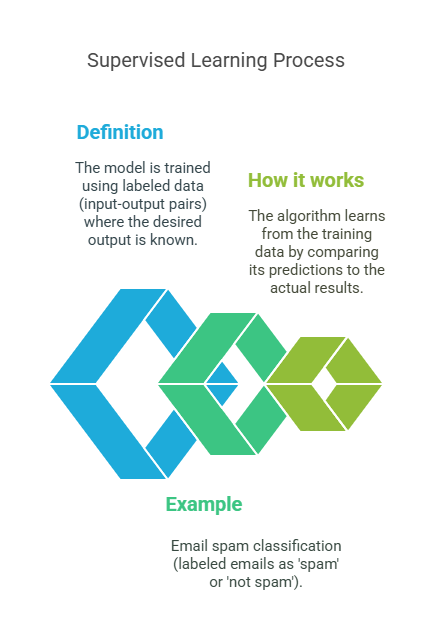 Supervised Learning Process
Definition
The model is trained
using labeled data
(input-output pairs)
where the desired
output is known.
How it works
The algorithm learns
from the training
data by comparing
its predictions to the
actual results.
Example
Email spam classification
(labeled emails as 'spam'
or 'not spam').